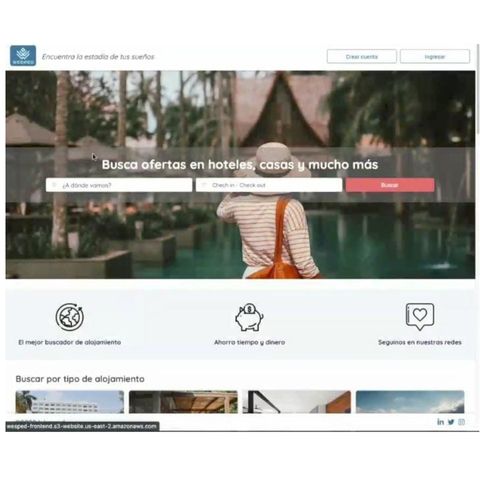 WESPED
Encuentra la estadía de tus sueños
Crear cuenta
Ingresar
Busca ofertas en hoteles, casas y mucho más
¿A dónde vamos?
Chech in - Check out
Buscar
El mejor buscador de alojamiento
Ahorra tiempo y dinero
Seguinos en nuestras redes
Buscar por tipo de alojamiento
wesped-frontend.s3-website.us-east-2.amazonaws.com
in